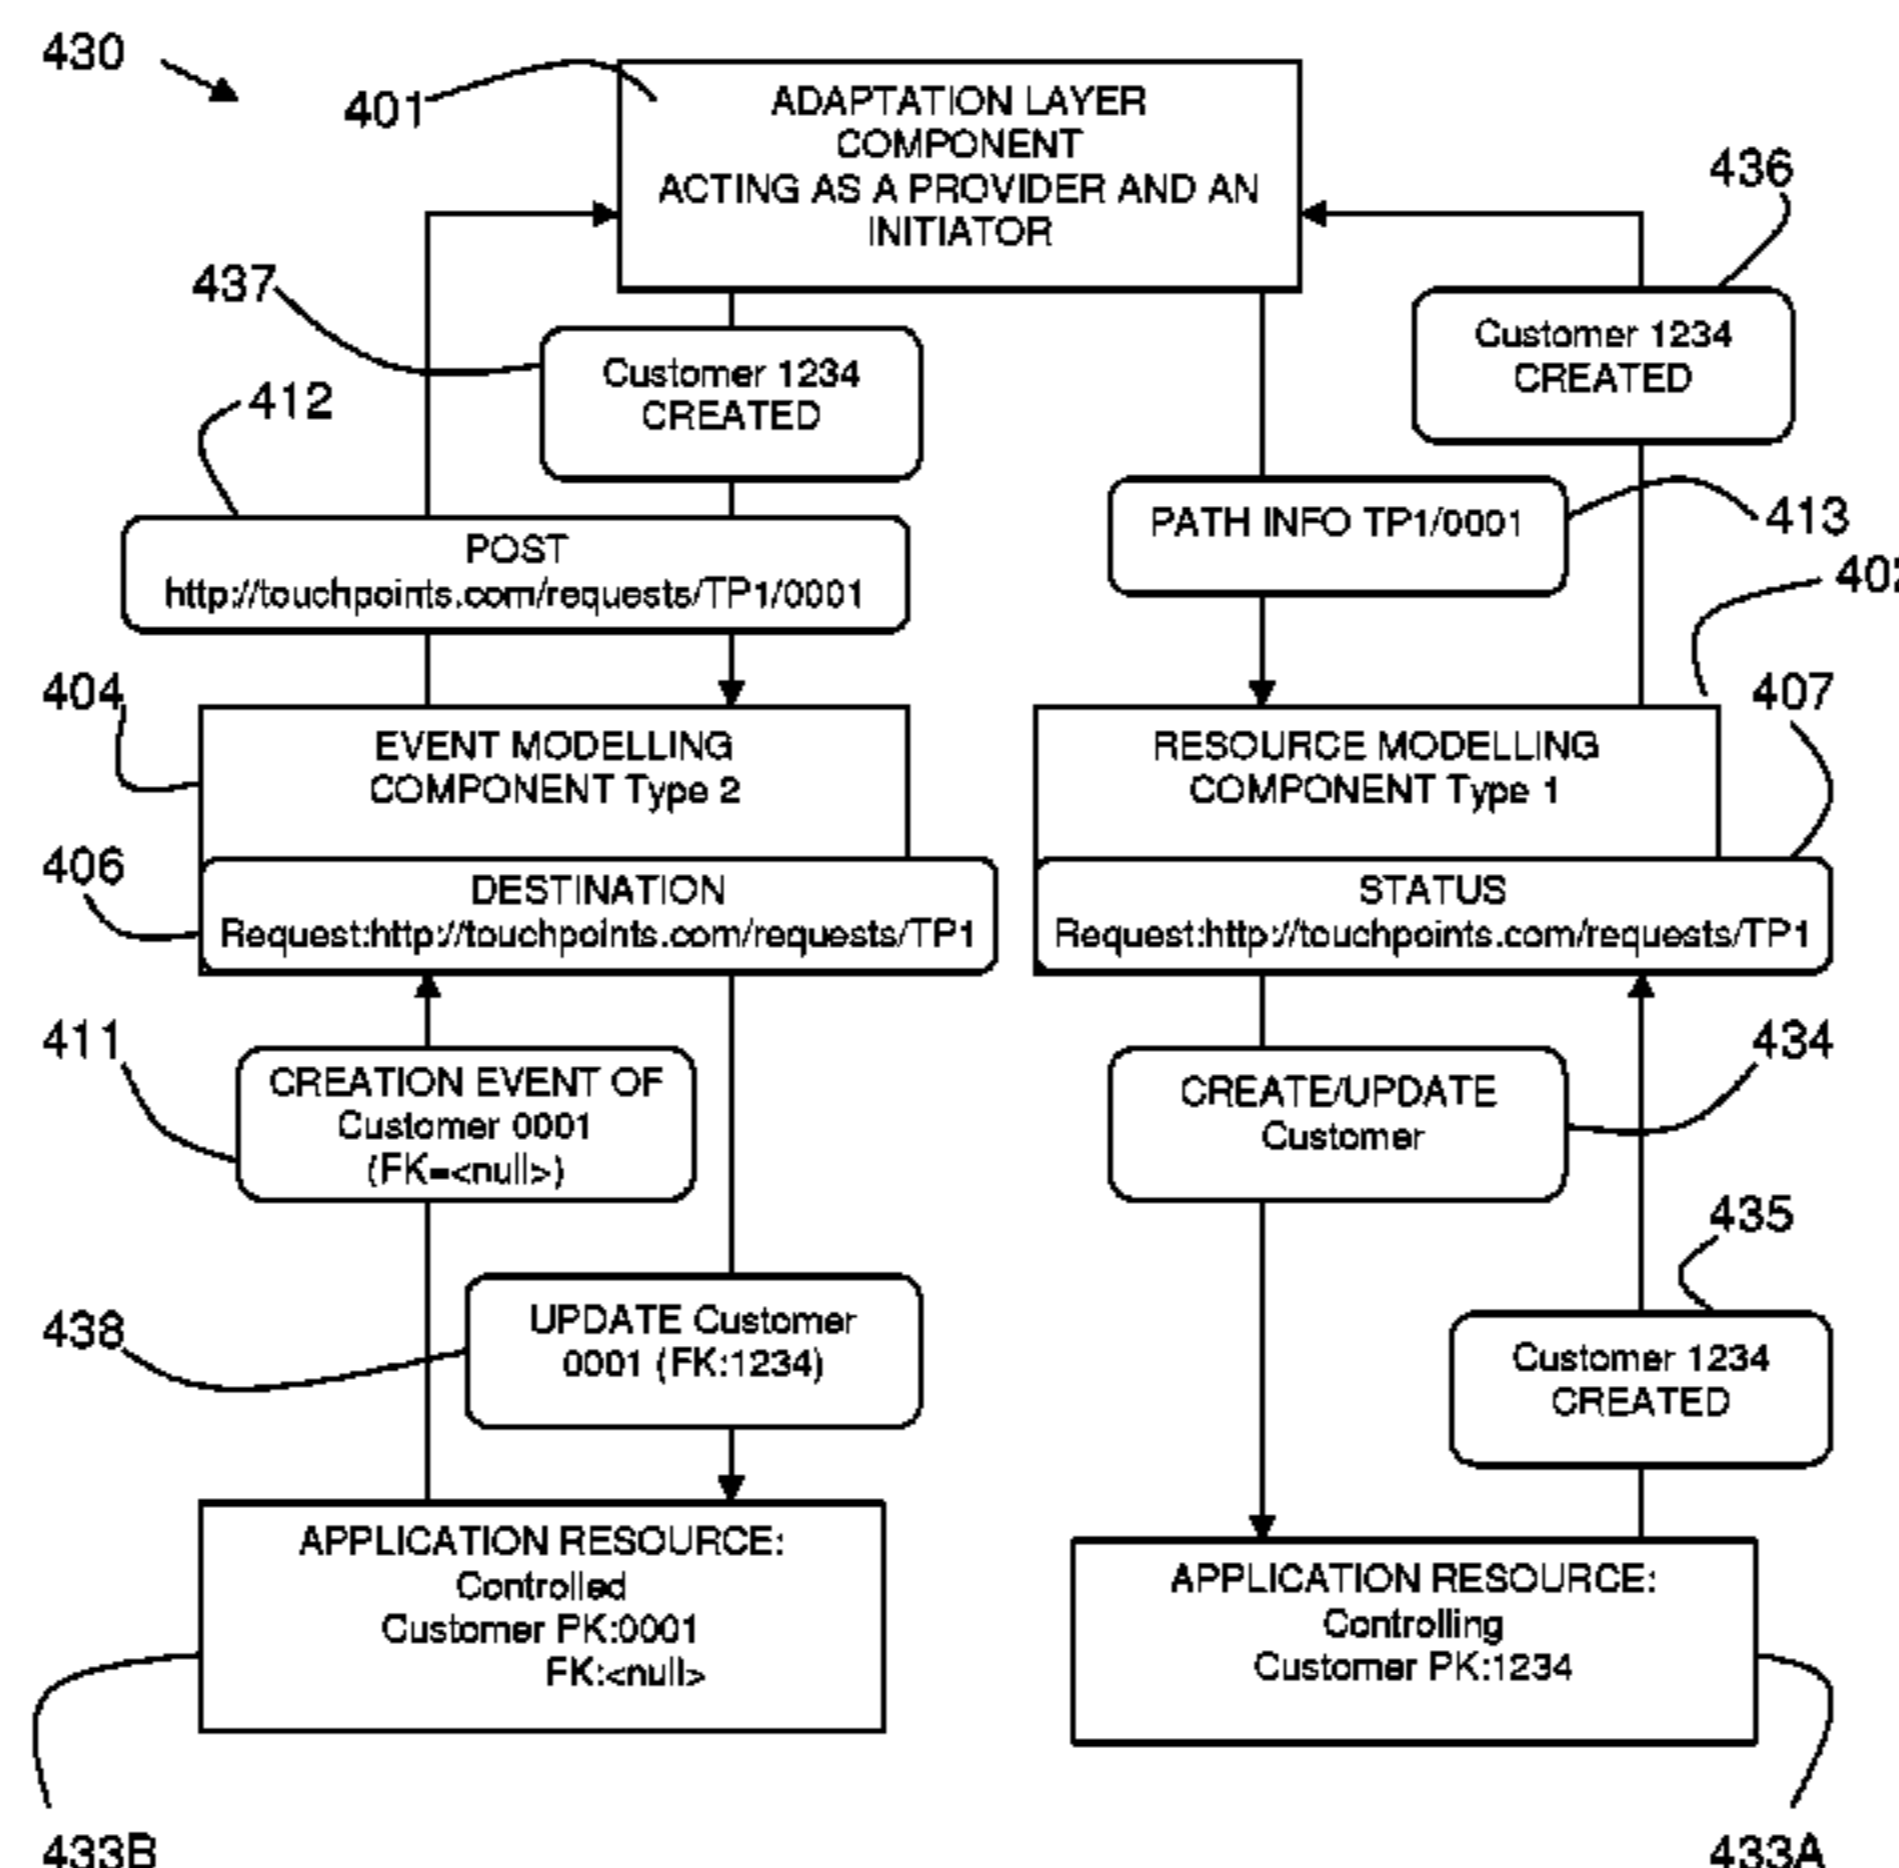 430
401
ADAPTATION LAYER
COMPONENT
ACTING AS A PROVIDER AND AN
INITIATOR
436
437
Customer 1234
CREATED
Customer 1234
CREATED
412
PATH INFO TP1/0001
413
POST
http://touchpoints.com/requests/TP1/0001
404
407
EVENT MODELLING
COMPONENT Type 2
RESOURCE MODELLING
COMPONENT Type 1
406
DESTINATION
Request:http://touchpoints.com/requests/TP1
STATUS
Request:http://touchpoints.com/requests/TP1
411
CREATION EVENT OF
Customer 0001
(FK=<null>)
CREATE/UPDATE
Customer
434
435
438
UPDATE Customer
0001 (FK:1234)
Customer 1234
CREATED
APPLICATION RESOURCE:
Controlled
Customer PK:0001
FK:<null>
APPLICATION RESOURCE:
Controlling
Customer PK:1234
433B
433A